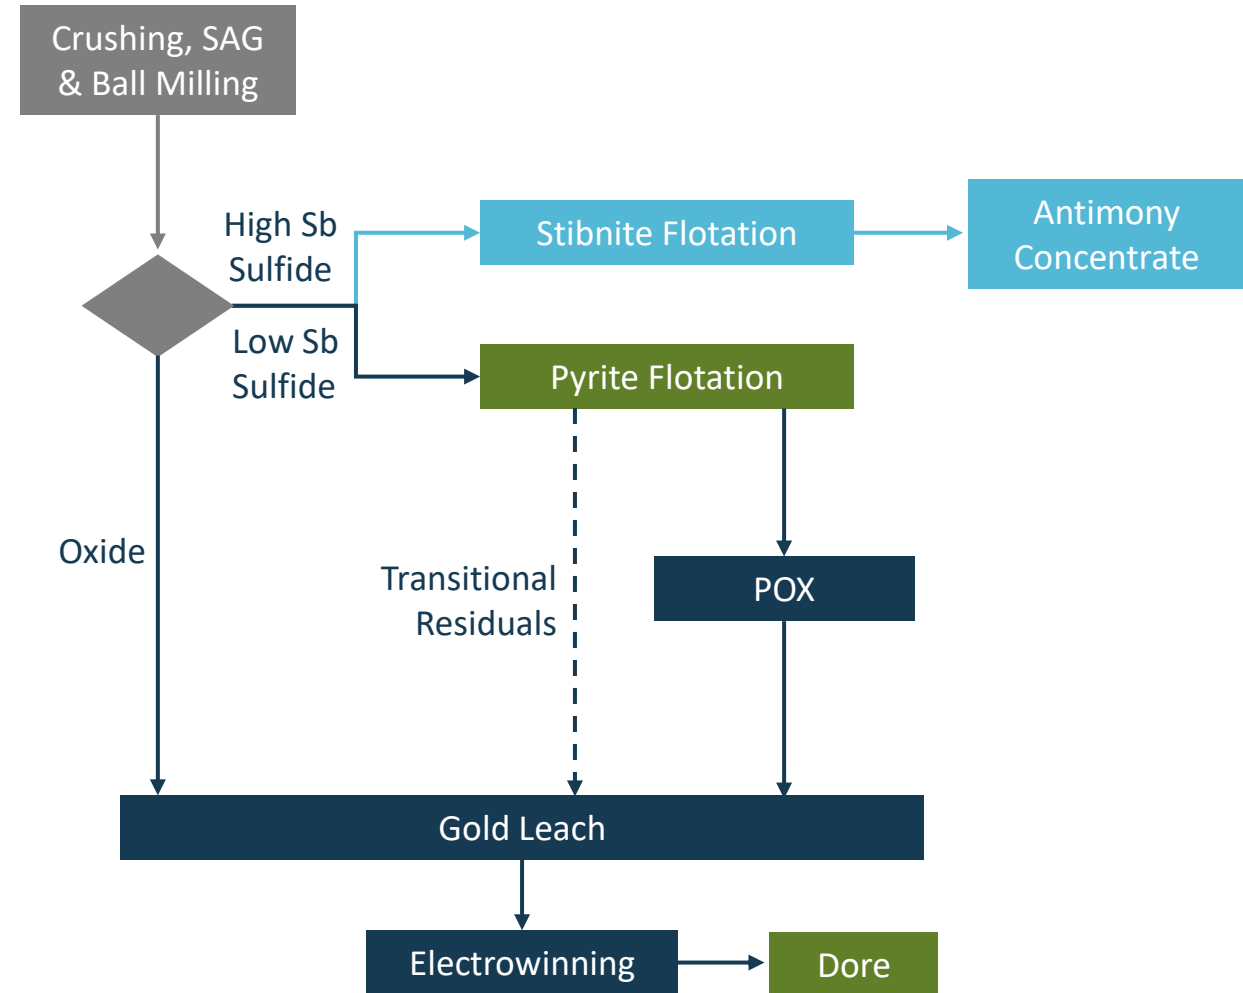 Crushing, SAG
& Ball Milling
High Sb
Sulfide
Stibnite Flotation
Antimony
Concentrate
Low Sb
Sulfide
Pyrite Flotation
Oxide
Transitional
Residuals
POX
Gold Leach
Electrowinning
Dore